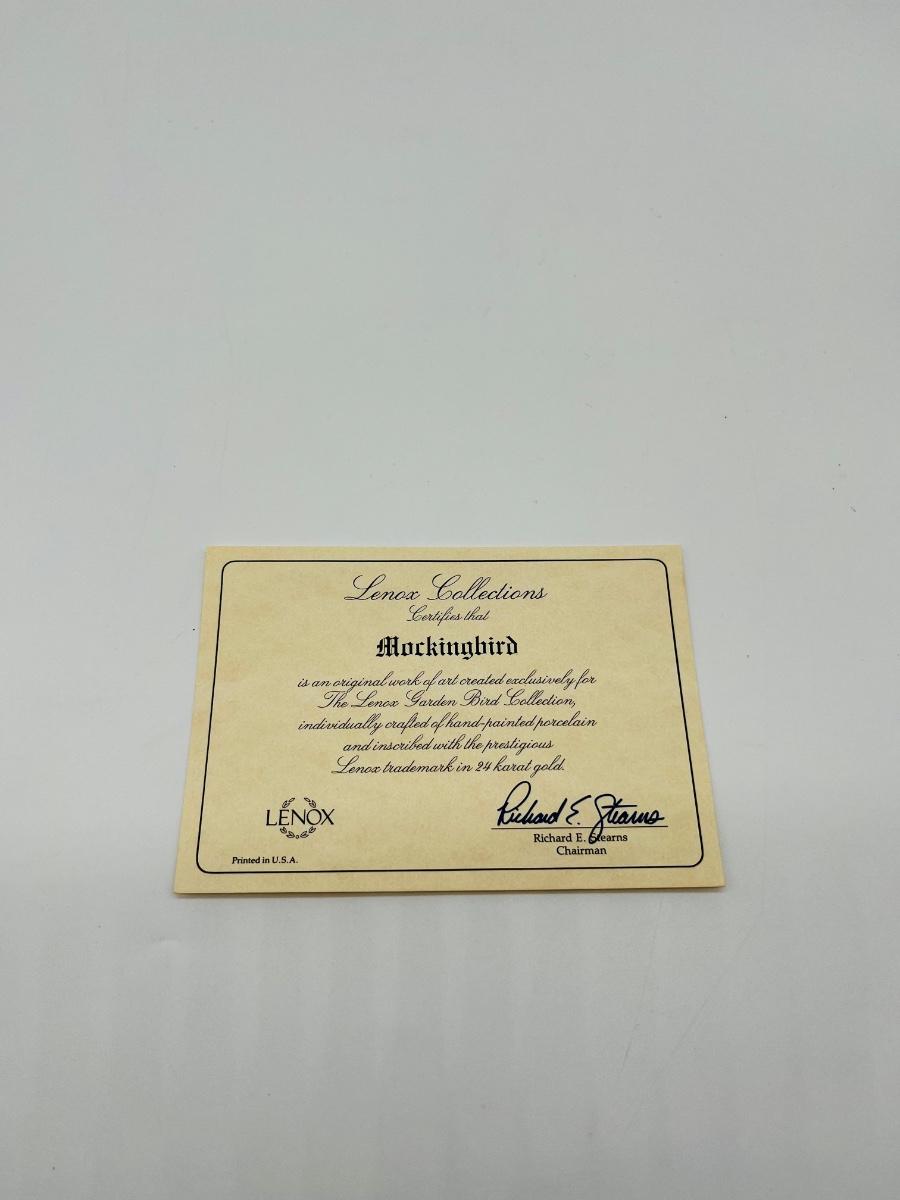 Lenox Collections
Certifies that
Mockingbird
is an original work of art created exclusively for
The Lenox Garden Bird Collection,
individually crafted of hand-painted porcelain
and inscribed with the prestigious
Lenox trademark in 24 karat gold.
LENOX
Richard E. Stearns
Richard E. Stearns
Chairman
Printed in U.S.A.